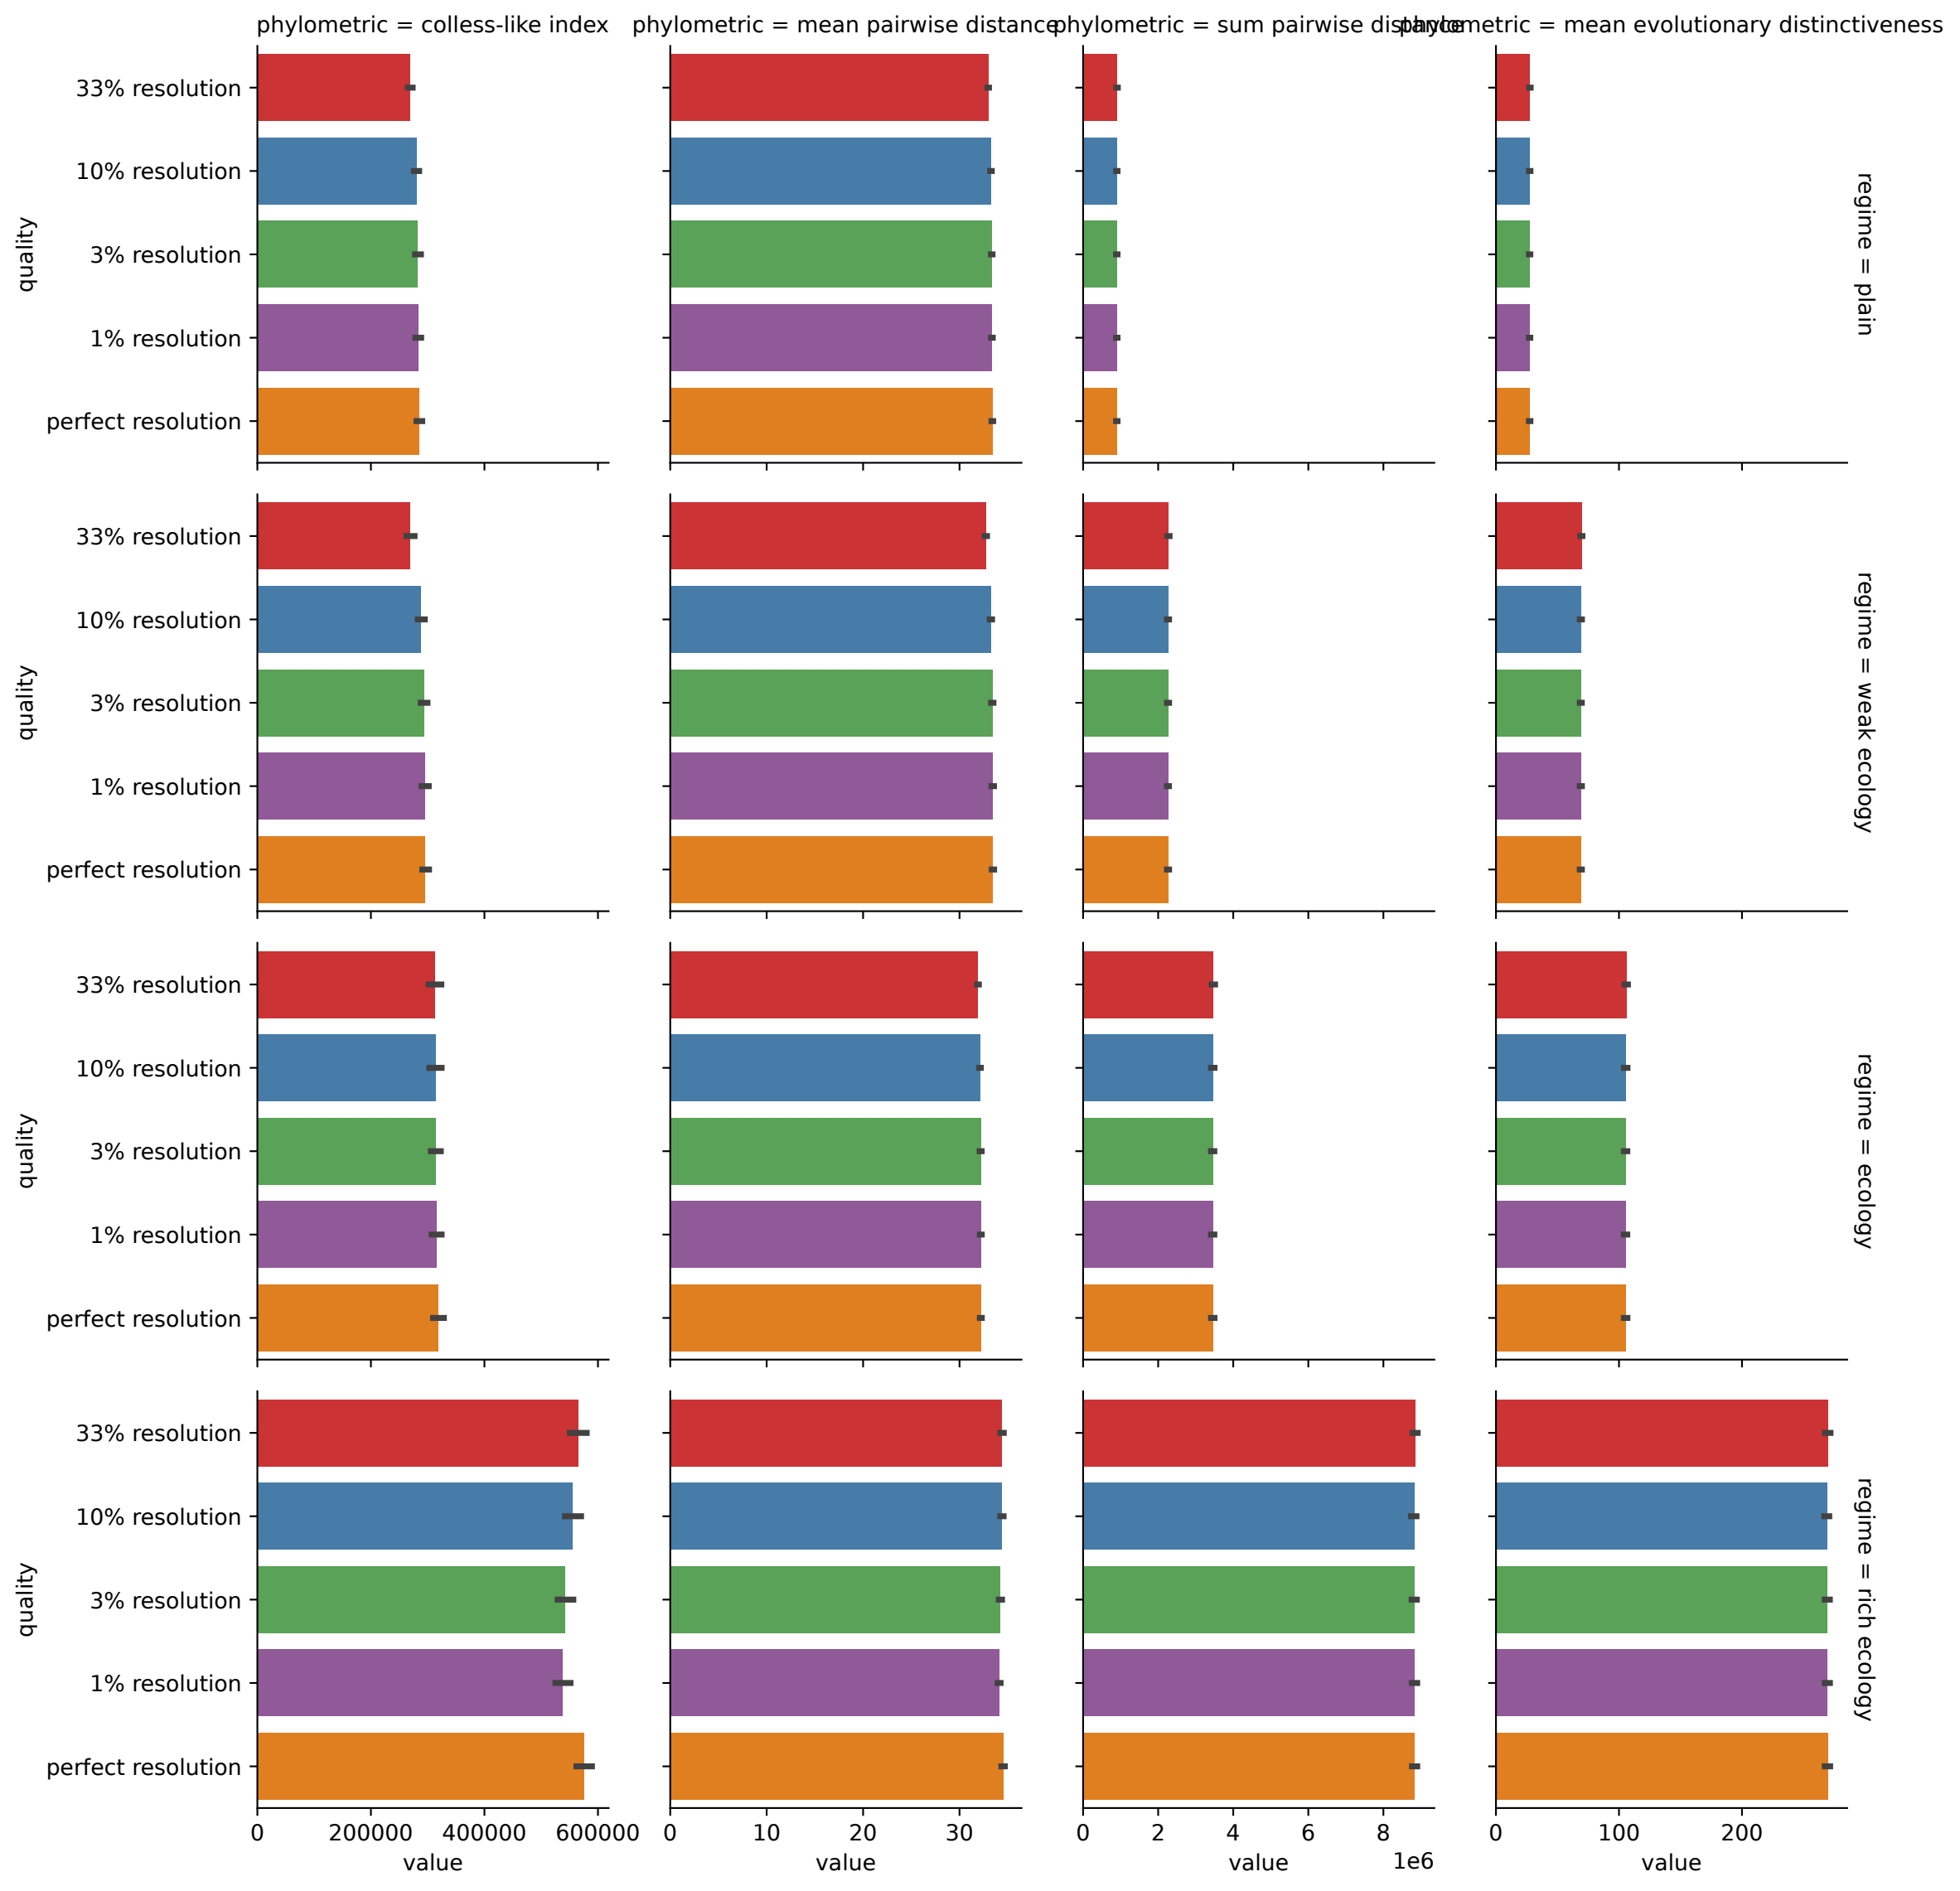 phylometric = colless-like index
phylometric = mean pairwise distance
phylometric = sum pairwise distance
phylometric = mean evolutionary distinctiveness
33% resolution
10% resolution
3% resolution
1% resolution
perfect resolution
quality
regime = plain
33% resolution
10% resolution
3% resolution
1% resolution
perfect resolution
quality
regime = weak ecology
33% resolution
10% resolution
3% resolution
1% resolution
perfect resolution
quality
regime = ecology
33% resolution
10% resolution
3% resolution
1% resolution
perfect resolution
quality
regime = rich ecology
0 200000 400000 600000
value
0 10 20 30
value
0 2 4 6 8
1e6
value
0 100 200
value